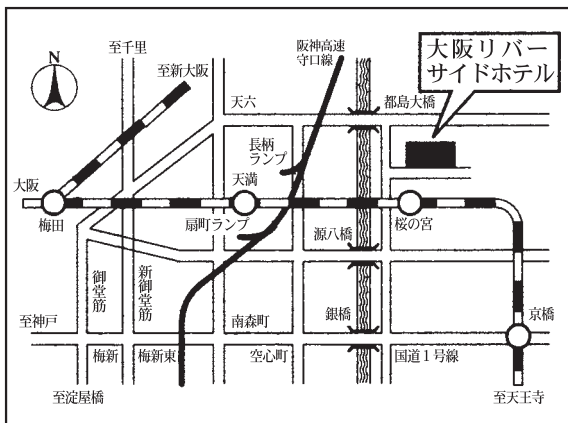 至千里
阪神高速
守口線
大阪リバー
サイドホテル
N
至新大阪
天六
都島大橋
長柄
ランプ
大阪
天満
梅田
扇町ランプ
源八橋
桜の宮
御堂筋
新御堂筋
至神戸
南森町
銀橋
京橋
梅新
梅新東
空心町
国道1号線
至淀屋橋
至天王寺